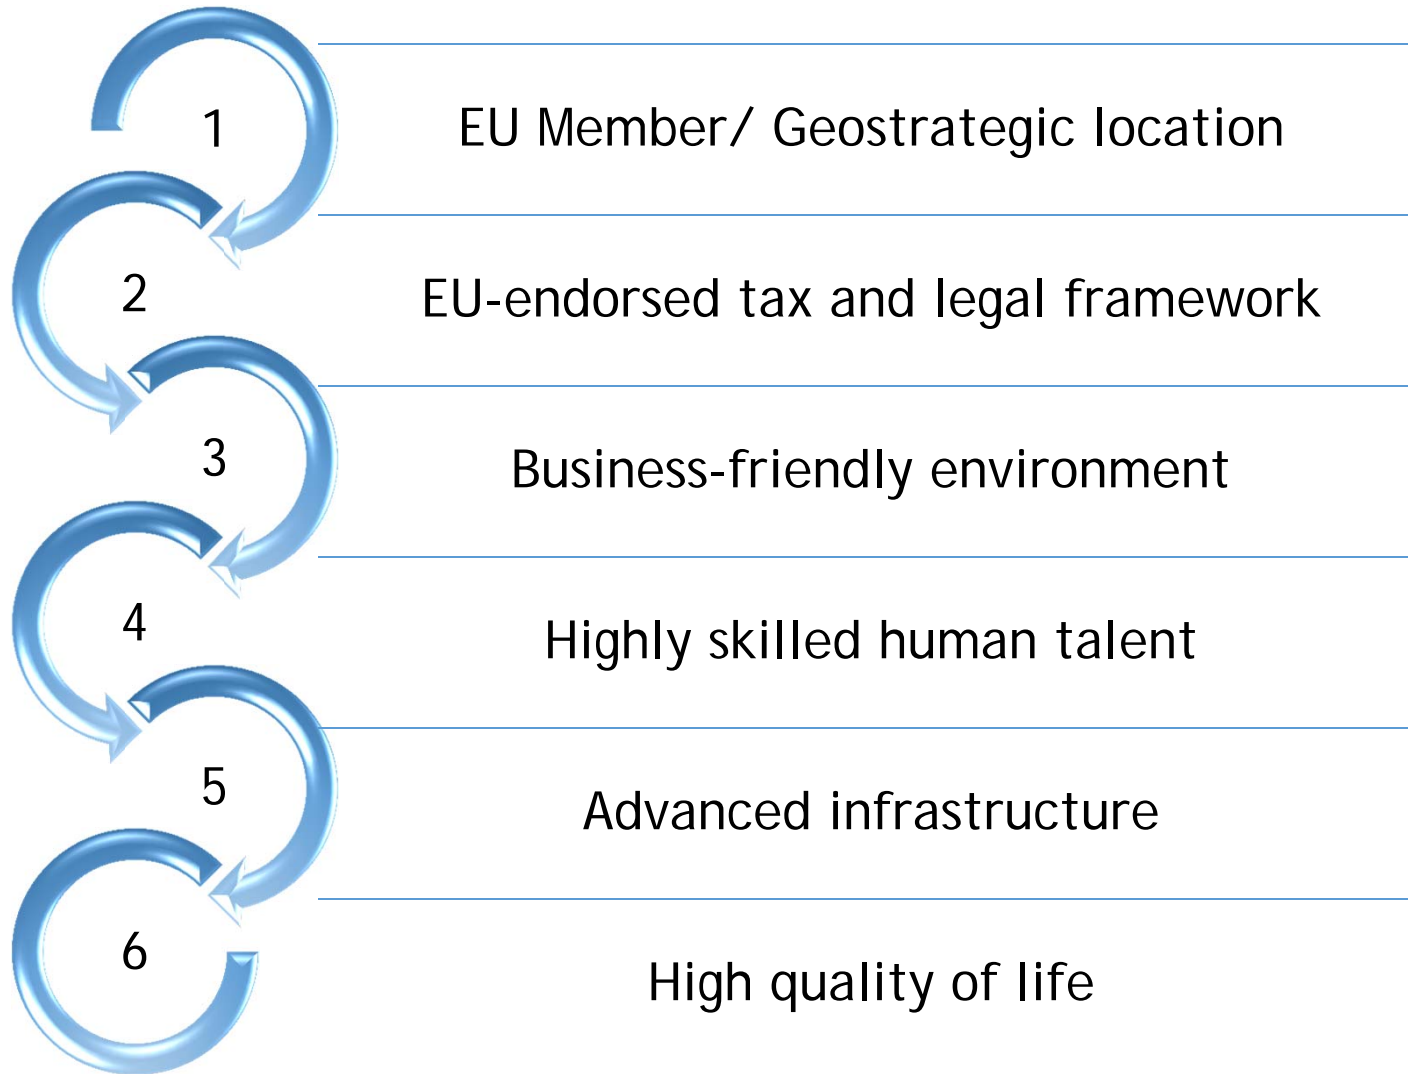 1
EU Member/ Geostrategic location
2
EU-endorsed tax and legal framework
3
Business-friendly environment
4
Highly skilled human talent
5
Advanced infrastructure
6
High quality of life